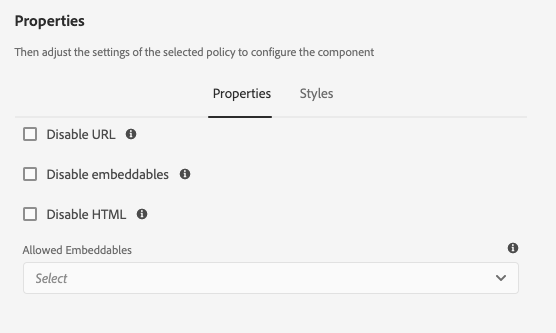 Properties
Then adjust the settings of the selected policy to configure the component
Properties Styles
Disable URL
Disable embeddables
Disable HTML
Allowed Embeddables
Select